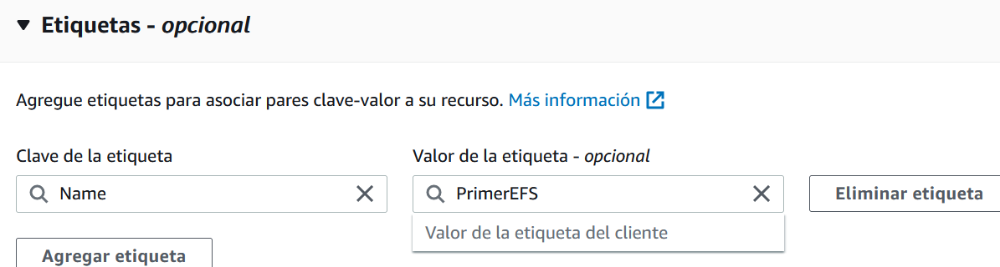 Etiquetas - opcional
Agregue etiquetas para asociar pares clave-valor a su recurso. Más información
Clave de la etiqueta
Valor de la etiqueta - opcional
Name
PrimerEFS
Eliminar etiqueta
Valor de la etiqueta del cliente
Agregar etiqueta